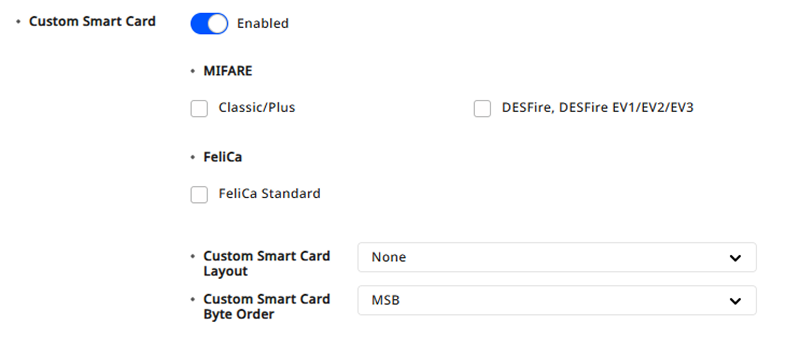 Custom Smart Card Enabled
MIFARE
Classic/Plus DESFire, DESFire EV1/EV2/EV3
FeliCa
FeliCa Standard
Custom Smart Card
Layout
None
Custom Smart Card
Byte Order
MSB